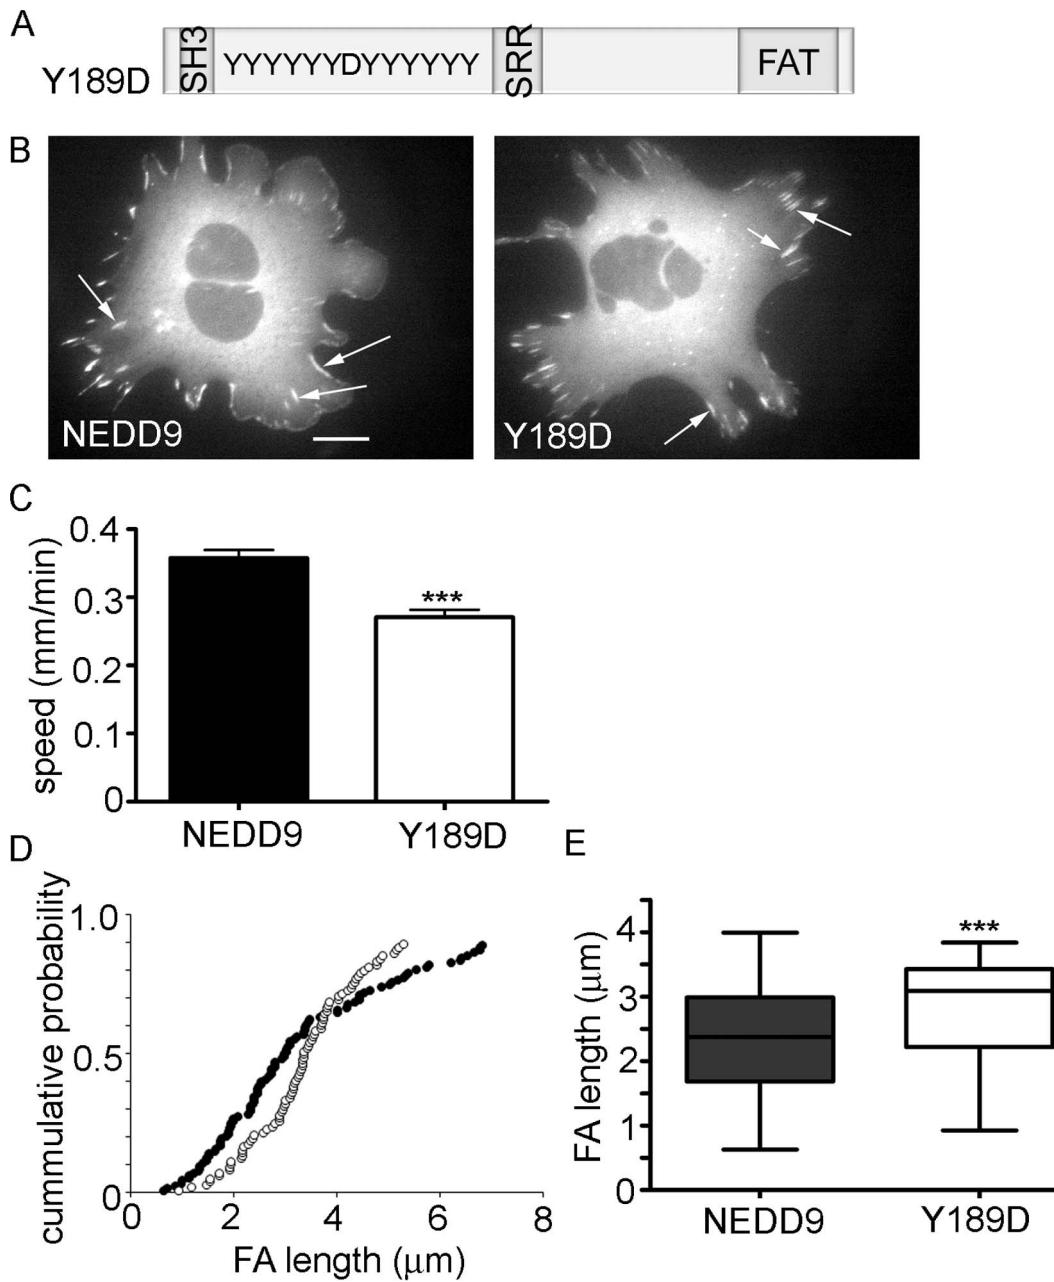 A
Y189D
SH3
YYYYYYDYYYYYY
SRR
FAT
B
NEDD9
Y189D
C
speed (mm/min)
0.4
0.3
0.2
0.1
0
***
NEDD9
Y189D
D
cummulative probability
1.0
0.5
0
0
2
4
6
8
FA length (μm)
E
FA length (μm)
4
3
2
1
0
***
NEDD9
Y189D